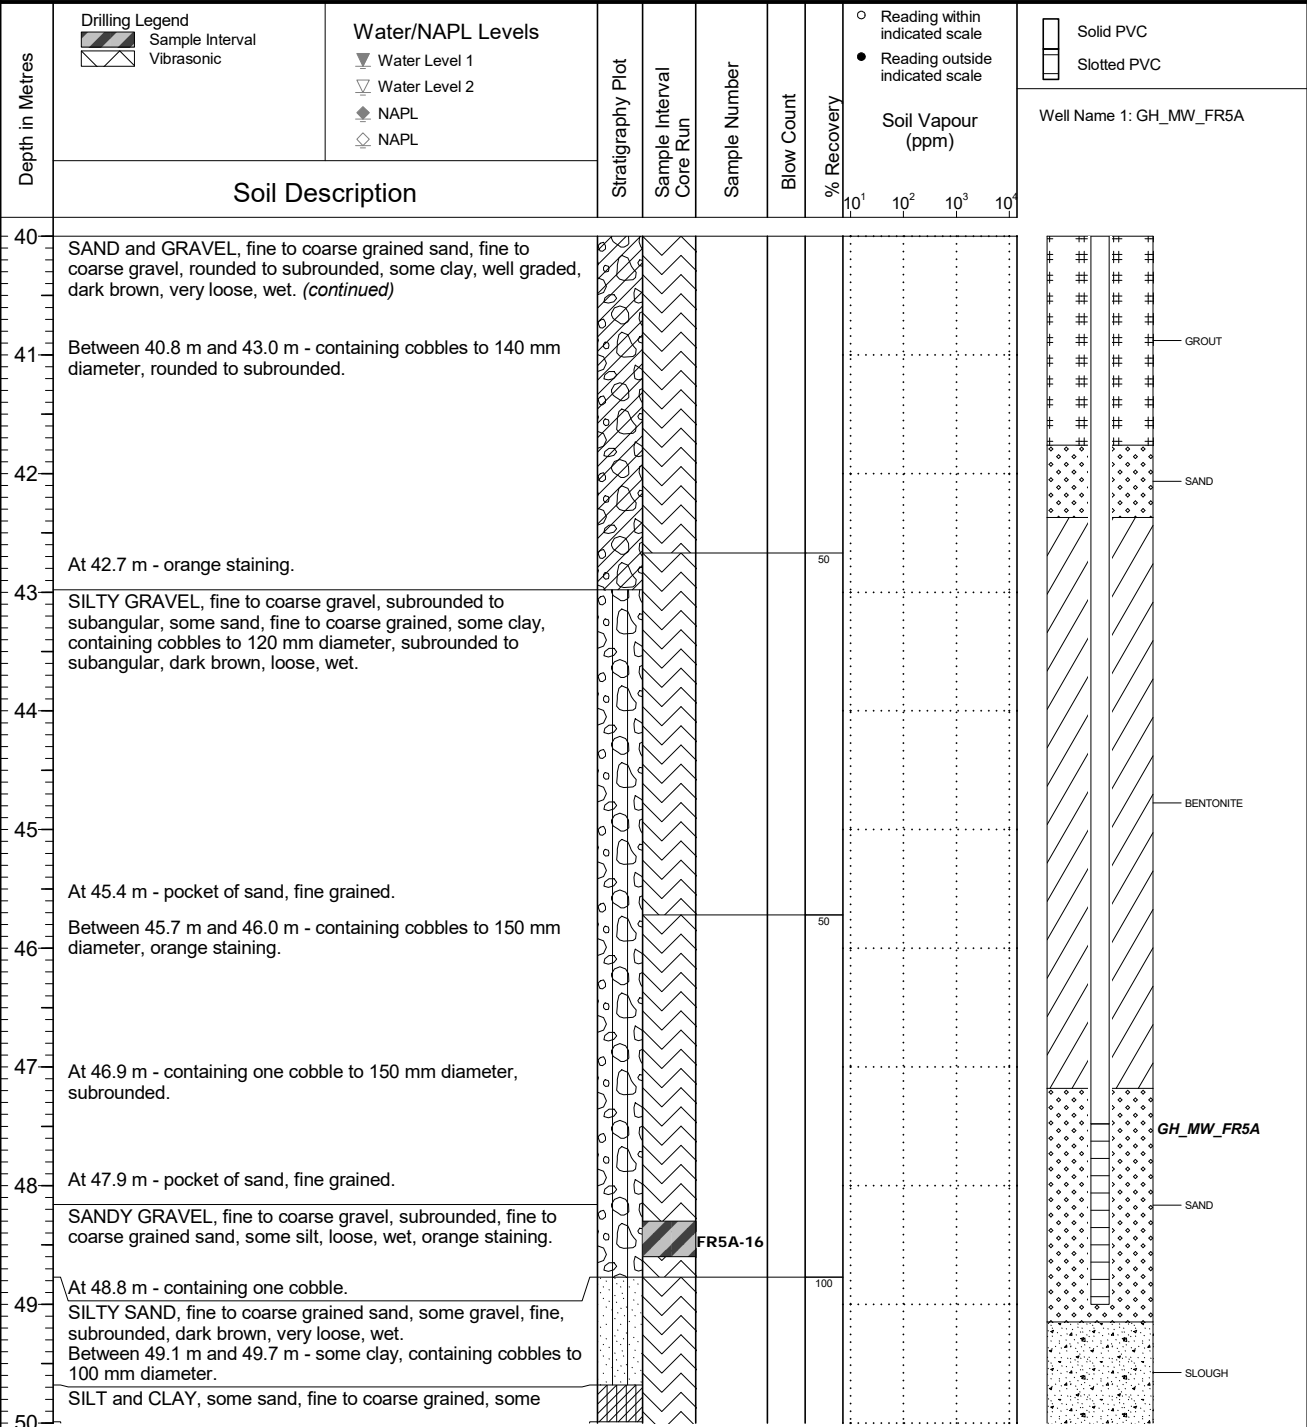 Depth in Metres
Drilling Legend
Sample Interval
Vibrasonic
Water/NAPL Levels
Water Level 1
Water Level 2
NAPL
NAPL
Soil Description
Stratigraphy Plot
Sample Interval
Core Run
Sample Number
Blow Count
% Recovery
Reading within
indicated scale
Reading outside
indicated scale
Soil Vapour
(ppm)
10¹ 10² 10³ 10⁴
Solid PVC
Slotted PVC
Well Name 1: GH_MW_FR5A
40
SAND and GRAVEL, fine to coarse grained sand, fine to
coarse gravel, rounded to subrounded, some clay, well graded,
dark brown, very loose, wet. (continued)
Between 40.8 m and 43.0 m - containing cobbles to 140 mm
diameter, rounded to subrounded.
41
GROUT
42
SAND
At 42.7 m - orange staining.
50
43
SILTY GRAVEL, fine to coarse gravel, subrounded to
subangular, some sand, fine to coarse grained, some clay,
containing cobbles to 120 mm diameter, subrounded to
subangular, dark brown, loose, wet.
44
BENTONITE
45
At 45.4 m - pocket of sand, fine grained.
50
Between 45.7 m and 46.0 m - containing cobbles to 150 mm
diameter, orange staining.
46
47
At 46.9 m - containing one cobble to 150 mm diameter,
subrounded.
GH_MW_FR5A
At 47.9 m - pocket of sand, fine grained.
48
SAND
SANDY GRAVEL, fine to coarse gravel, subrounded, fine to
coarse grained sand, some silt, loose, wet, orange staining.
FR5A-16
100
At 48.8 m - containing one cobble.
49
SILTY SAND, fine to coarse grained sand, some gravel, fine,
subrounded, dark brown, very loose, wet.
Between 49.1 m and 49.7 m - some clay, containing cobbles to
100 mm diameter.
SLOUGH
SILT and CLAY, some sand, fine to coarse grained, some
50